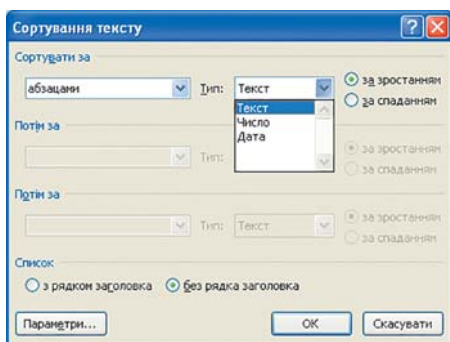 Сортування тексту
Сортувати за
абзацами Тип: Текст за зростанням
за спаданням
Текст
Число
Дата
Потім за
Тип: за зростанням
за спаданням
Потім за
Тип: Текст за зростанням
за спаданням
Список
з рядком заголовка без рядка заголовка
Параметри... ОК Скасувати